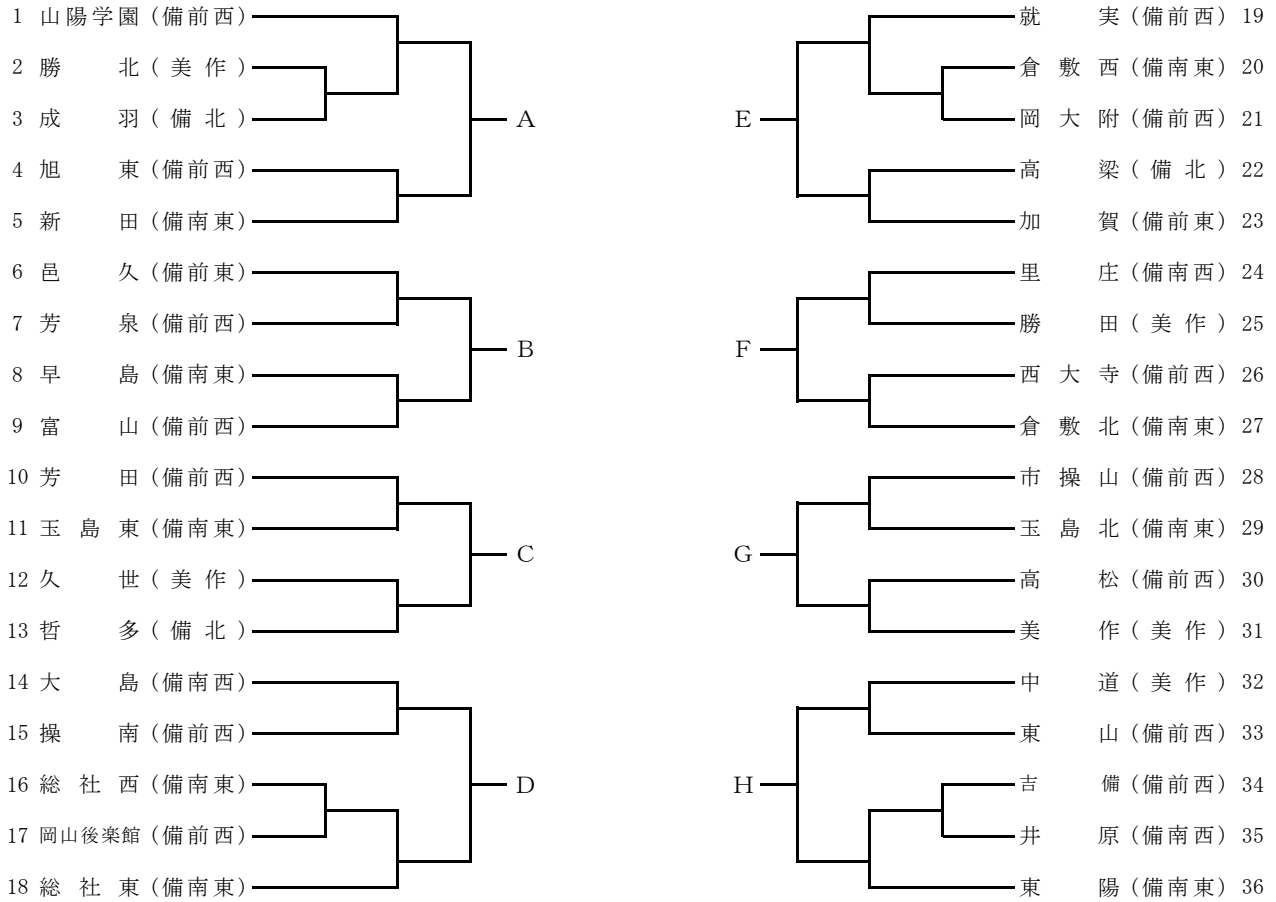 1 山陽学園(備前西)
2 勝北(美作)
3 成羽(備北)
A
4 旭東(備前西)
5 新田(備南東)
6 邑久(備前東)
7 芳泉(備前西)
B
8 早島(備南東)
9 富山(備前西)
10 芳田(備前西)
11 玉島東(備南東)
C
12 久世(美作)
13 哲多(備北)
14 大島(備南西)
15 操南(備前西)
16 総社西(備南東)
D
17 岡山後楽館(備前西)
18 総社東(備南東)
就実(備前西) 19
倉敷西(備南東) 20
E
岡大附(備前西) 21
高梁(備北) 22
加賀(備前東) 23
里庄(備南西) 24
勝田(美作) 25
F
西大寺(備前西) 26
倉敷北(備南東) 27
市操山(備前西) 28
玉島北(備南東) 29
G
高松(備前西) 30
美作(美作) 31
中道(美作) 32
東山(備前西) 33
H
吉備(備前西) 34
井原(備南西) 35
東陽(備南東) 36